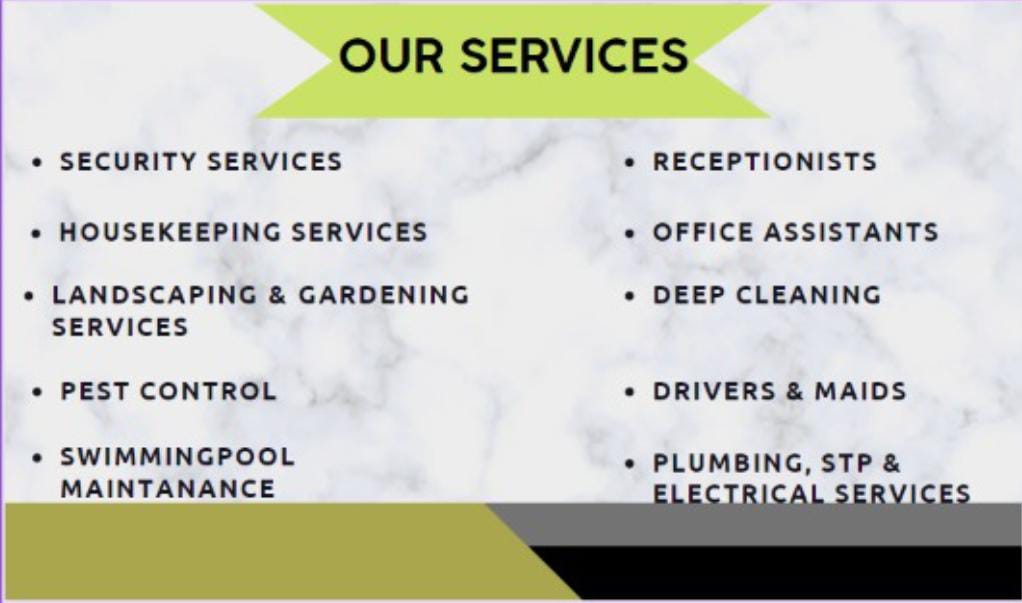 OUR SERVICES
• SECURITY SERVICES
• HOUSEKEEPING SERVICES
• LANDSCAPING & GARDENING
SERVICES
• PEST CONTROL
• SWIMMINGPOOL
MAINTANANCE
• RECEPTIONISTS
• OFFICE ASSISTANTS
• DEEP CLEANING
• DRIVERS & MAIDS
• PLUMBING, STP &
ELECTRICAL SERVICES